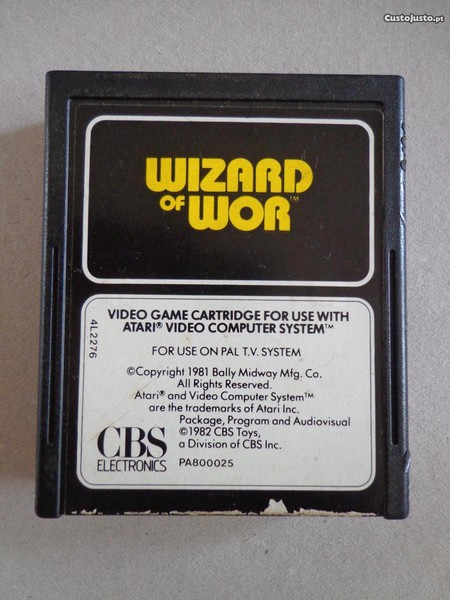 CustoJusto.pt
WIZARD
OF WOR™
VIDEO GAME CARTRIDGE FOR USE WITH
ATARI® VIDEO COMPUTER SYSTEM™
4L2276
FOR USE ON PAL T.V. SYSTEM
©Copyright 1981 Bally Midway Mfg. Co.
All Rights Reserved.
Atari® and Video Computer System™
are the trademarks of Atari Inc.
Package, Program and Audiovisual
©1982 CBS Toys,
a Division of CBS Inc.
CBS
ELECTRONICS
PA800025